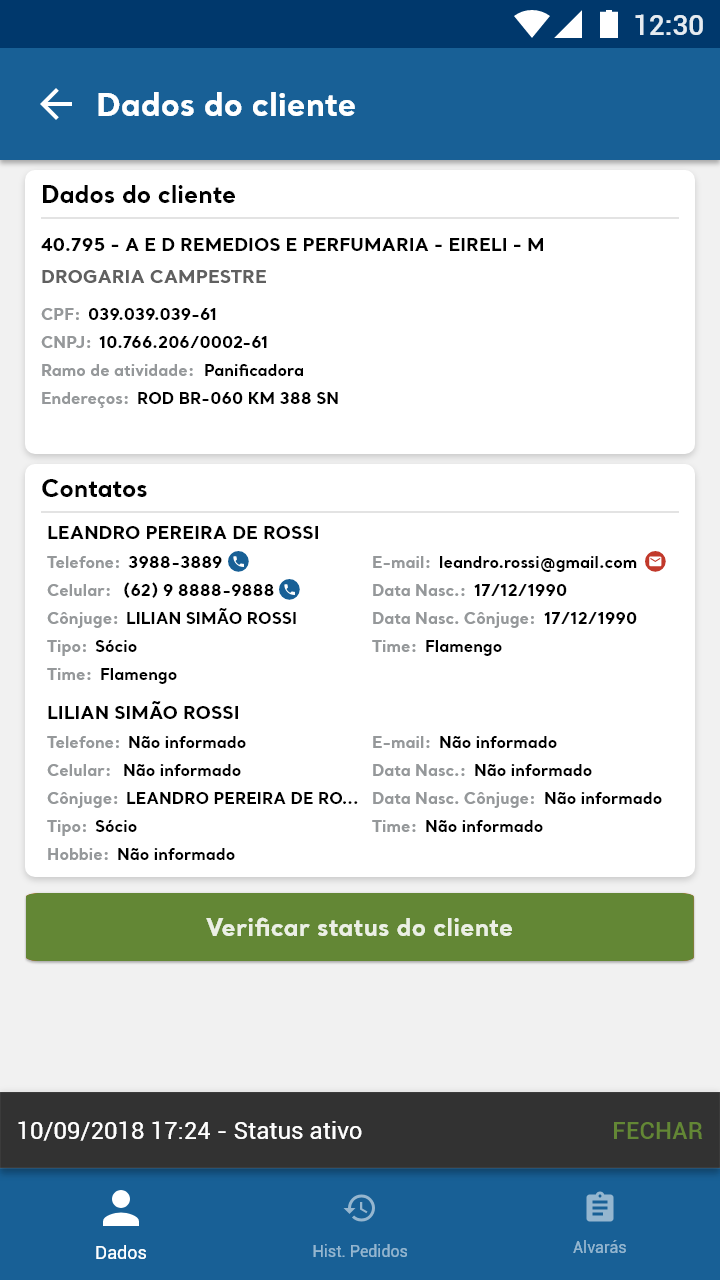 12:30
Dados do cliente
Dados do cliente
40.795 - A E D REMEDIOS E PERFUMARIA - EIRELI - M
DROGARIA CAMPESTRE
CPF: 039.039.039-61
CNPJ: 10.766.206/0002-61
Ramo de atividade: Panificadora
Endereços: ROD BR-060 KM 388 SN
Contatos
LEANDRO PEREIRA DE ROSSI
Telefone: 3988-3889 E-mail: leandro.rossi@gmail.com
Celular: (62) 9 8888-9888 Data Nasc.: 17/12/1990
Cônjuge: LILIAN SIMÃO ROSSI Data Nasc. Cônjuge: 17/12/1990
Tipo: Sócio Time: Flamengo
Time: Flamengo
LILIAN SIMÃO ROSSI
Telefone: Não informado E-mail: Não informado
Celular: Não informado Data Nasc.: Não informado
Cônjuge: LEANDRO PEREIRA DE RO... Data Nasc. Cônjuge: Não informado
Tipo: Sócio Time: Não informado
Hobbie: Não informado
Verificar status do cliente
10/09/2018 17:24 - Status ativo FECHAR
Dados Hist. Pedidos Alvarás